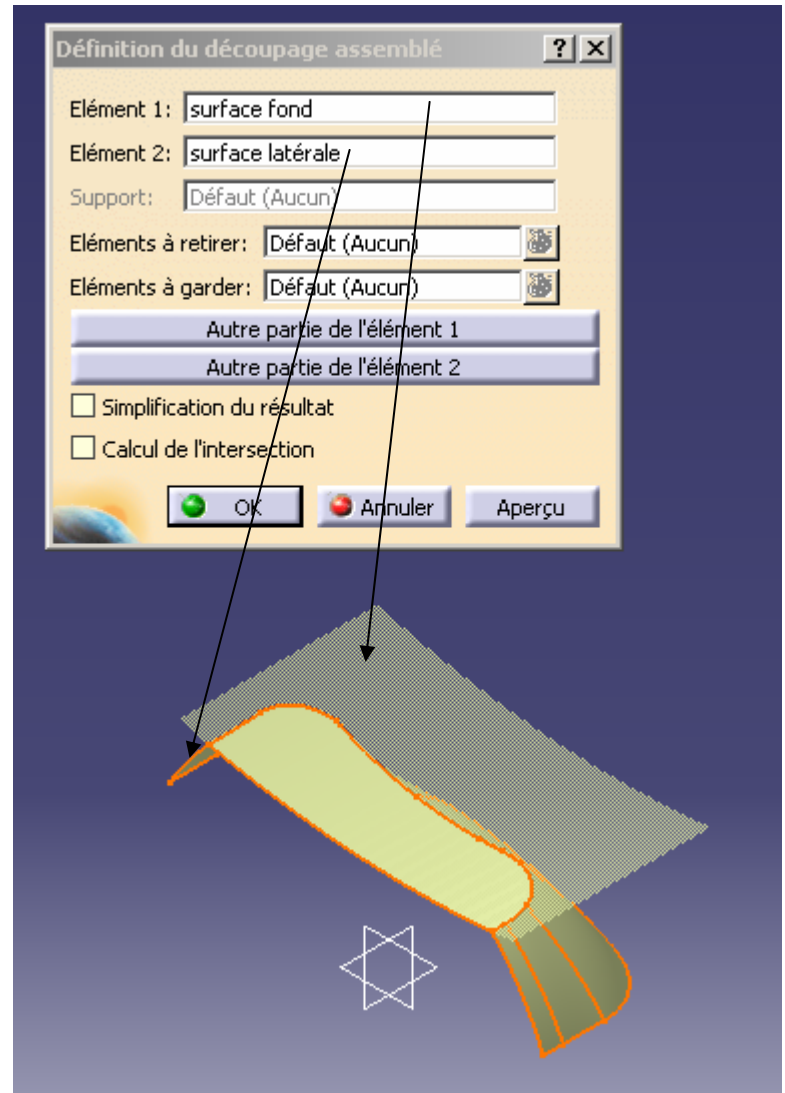 Définition du découpage assemblé ? X
Elément 1: surface fond
Elément 2: surface latérale
Support: Défaut (Aucun)
Eléments à retirer: Défaut (Aucun)
Eléments à garder: Défaut (Aucun)
Autre partie de l'élément 1
Autre partie de l'élément 2
Simplification du résultat
Calcul de l'intersection
OK Annuler Aperçu